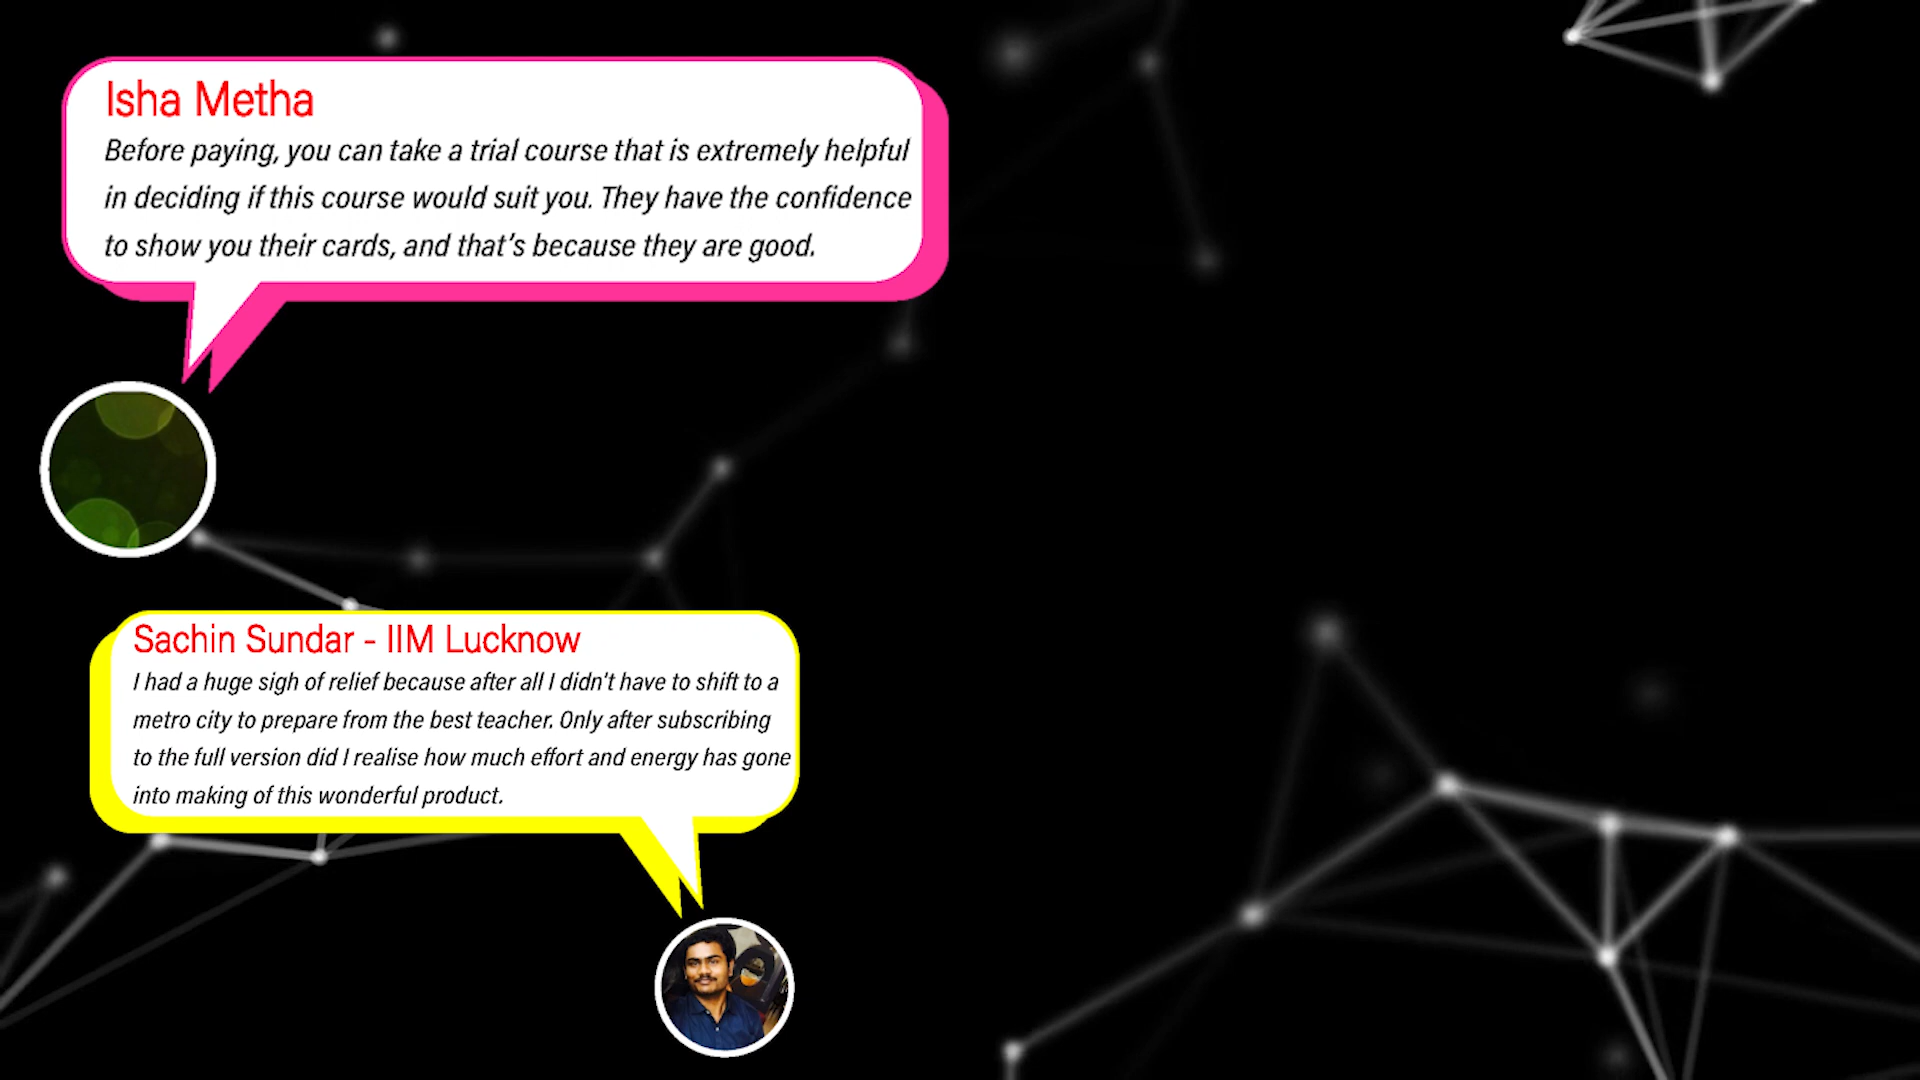 Isha Metha
Before paying, you can take a trial course that is extremely helpful
in deciding if this course would suit you. They have the confidence
to show you their cards, and that’s because they are good.
Sachin Sundar - IIM Lucknow
I had a huge sigh of relief because after all I didn't have to shift to a
metro city to prepare from the best teacher. Only after subscribing
to the full version did I realise how much effort and energy has gone
into making of this wonderful product.